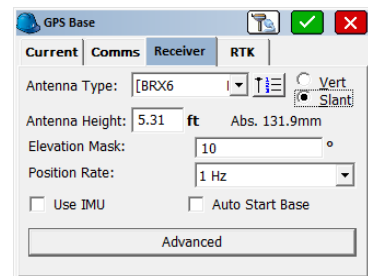 GPS Base
Current Comms Receiver RTK
Antenna Type: [BRX6
Vert
Slant
Antenna Height: 5.31 ft Abs. 131.9mm
Elevation Mask: 10 °
Position Rate: 1 Hz
Use IMU Auto Start Base
Advanced